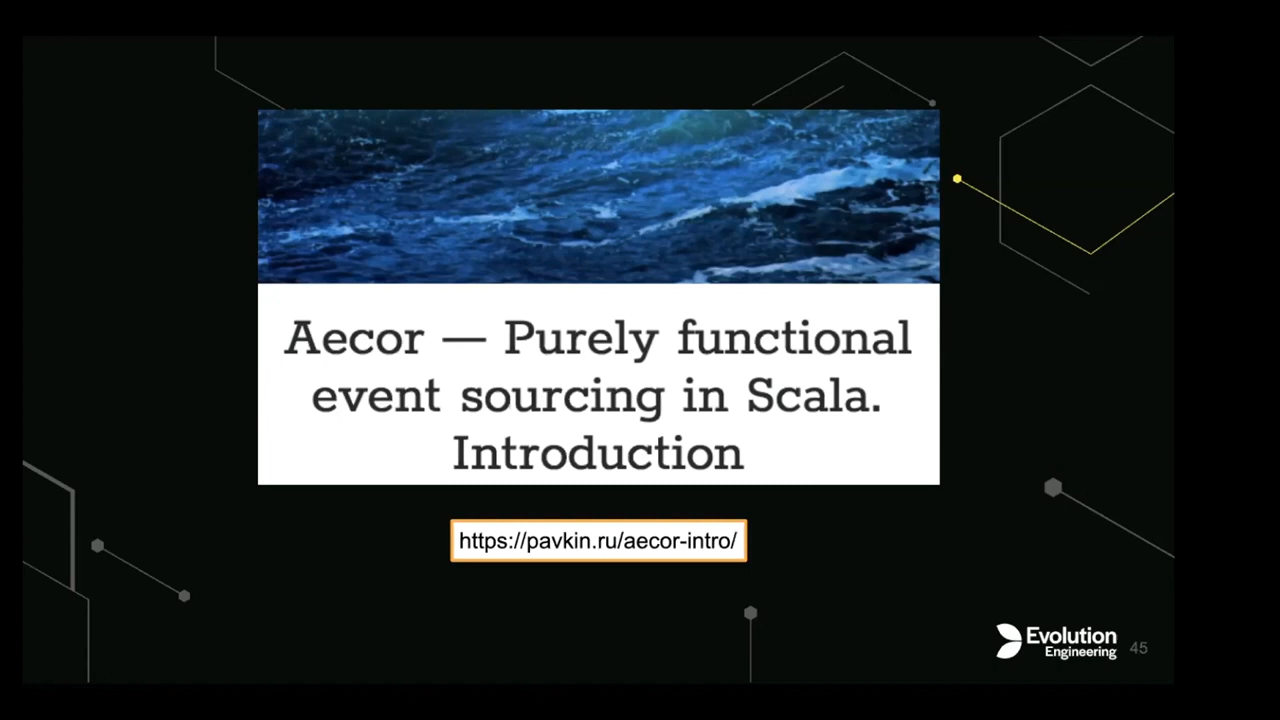 Aecor — Purely functional
event sourcing in Scala.
Introduction
https://pavkin.ru/aecor-intro/
Evolution
Engineering
45